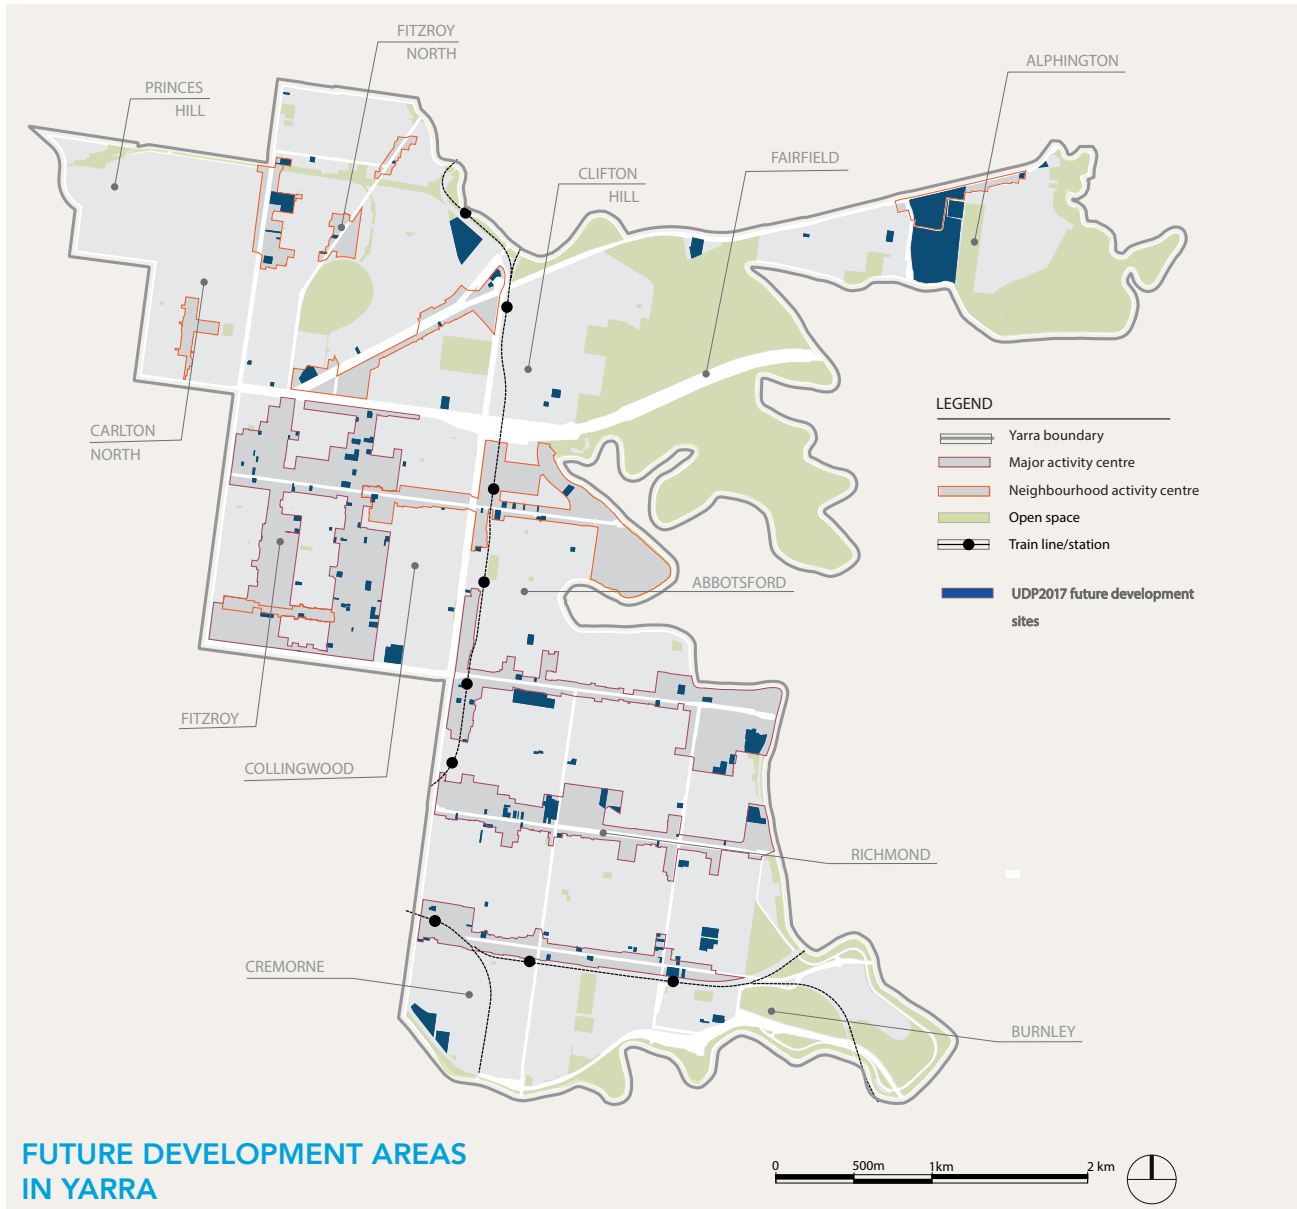 FITZROY
NORTH
PRINCES
HILL
ALPHINGTON
FAIRFIELD
CLIFTON
HILL
CARLTON
NORTH
LEGEND
Yarra boundary
Major activity centre
Neighbourhood activity centre
Open space
Train line/station
UDP2017 future development
sites
ABBOTSFORD
FITZROY
COLLINGWOOD
RICHMOND
CREMORNE
BURNLEY
FUTURE DEVELOPMENT AREAS
IN YARRA
0 500m 1km 2 km